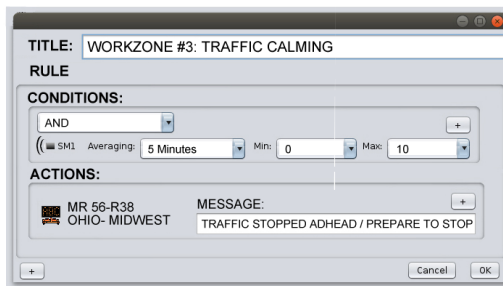 TITLE: WORKZONE #3: TRAFFIC CALMING
RULE
CONDITIONS:
AND
+
SM1 Averaging: 5 Minutes Min: 0 Max: 10
ACTIONS:
MR 56-R38
OHIO- MIDWEST
MESSAGE:
+
TRAFFIC STOPPED ADHEAD / PREPARE TO STOP
+ Cancel OK